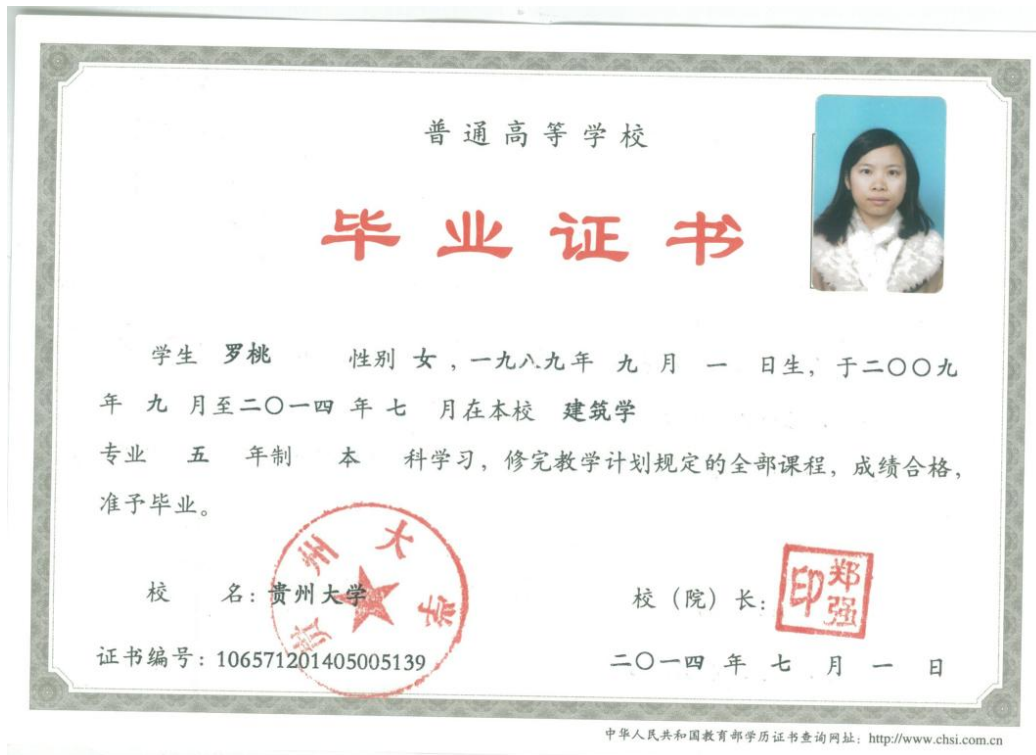 普通高等学校
毕业证书
学生 罗桃 性别 女，一九八九年 九 月 一 日生，于二〇〇九
年 九 月至二〇一四 年 七 月在本校 建筑学
专业 五 年制 本 科学习，修完教学计划规定的全部课程，成绩合格，
准予毕业。
贵州大学
校 名：贵州大学 校（院）长：
郑强印
证书编号：106571201405005139 二〇一四 年 七 月 一 日
中华人民共和国教育部学历证书查询网址：http://www.chsi.com.cn